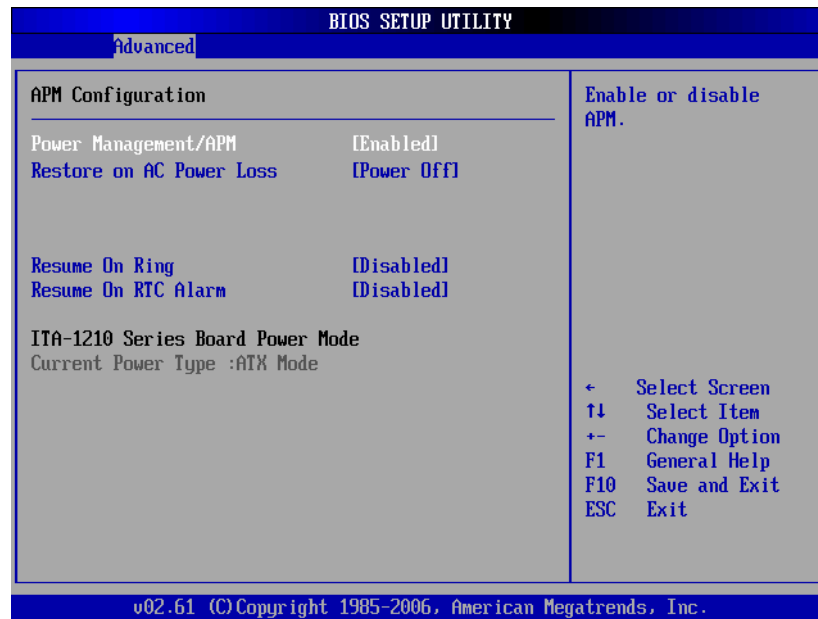 BIOS SETUP UTILITY
Advanced
APM Configuration
Power Management/APM [Enabled]
Restore on AC Power Loss [Power Off]
Resume On Ring [Disabled]
Resume On RTC Alarm [Disabled]
ITA-1210 Series Board Power Mode
Current Power Type :ATX Mode
Enable or disable
APM.
← Select Screen
↑↓ Select Item
+- Change Option
F1 General Help
F10 Save and Exit
ESC Exit
v02.61 (C)Copyright 1985-2006, American Megatrends, Inc.